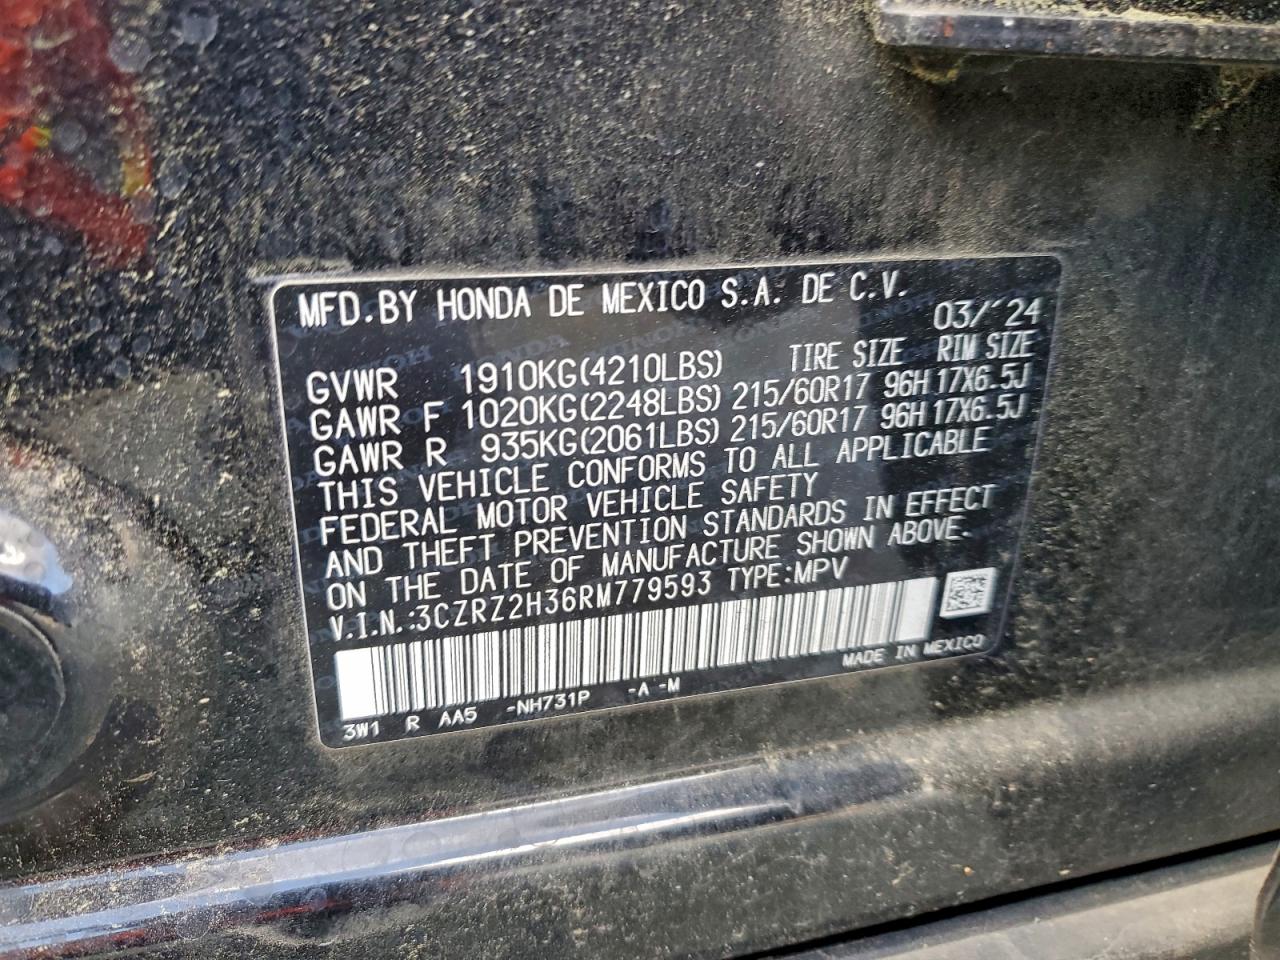 MFD.BY HONDA DE MEXICO S.A. DE C.V.
03/´24
GVWR 1910KG(4210LBS) TIRE SIZE RIM SIZE
GAWR F 1020KG(2248LBS) 215/60R17 96H 17X6.5J
GAWR R 935KG(2061LBS) 215/60R17 96H 17X6.5J
THIS VEHICLE CONFORMS TO ALL APPLICABLE
FEDERAL MOTOR VEHICLE SAFETY
AND THEFT PREVENTION STANDARDS IN EFFECT
ON THE DATE OF MANUFACTURE SHOWN ABOVE.
V.I.N.:3CZRZ2H36RM779593 TYPE:MPV
MADE IN MEXICO
3W1 R AA5 -NH731P -A -M